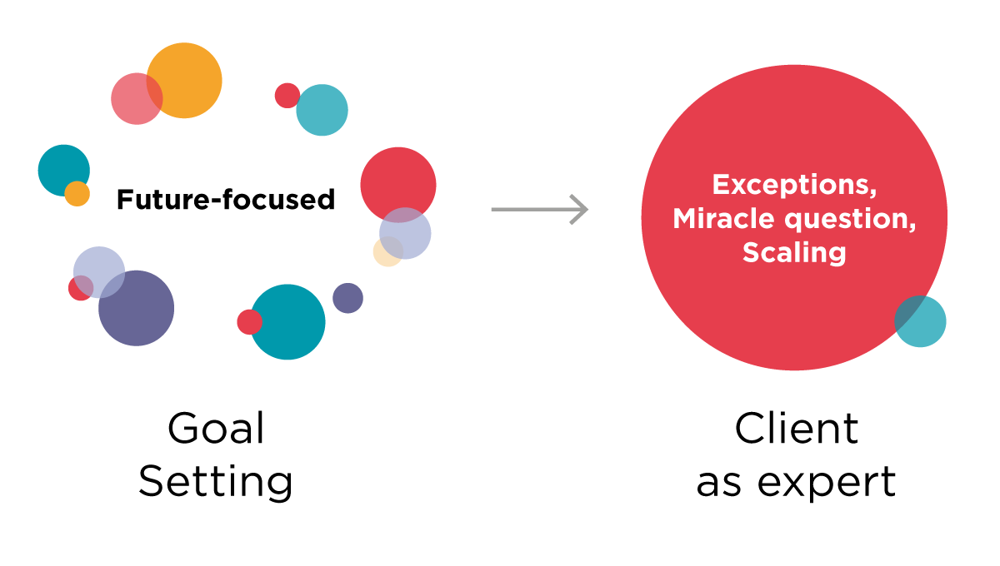 Future-focused
Goal
Setting
Exceptions,
Miracle question,
Scaling
Client
as expert